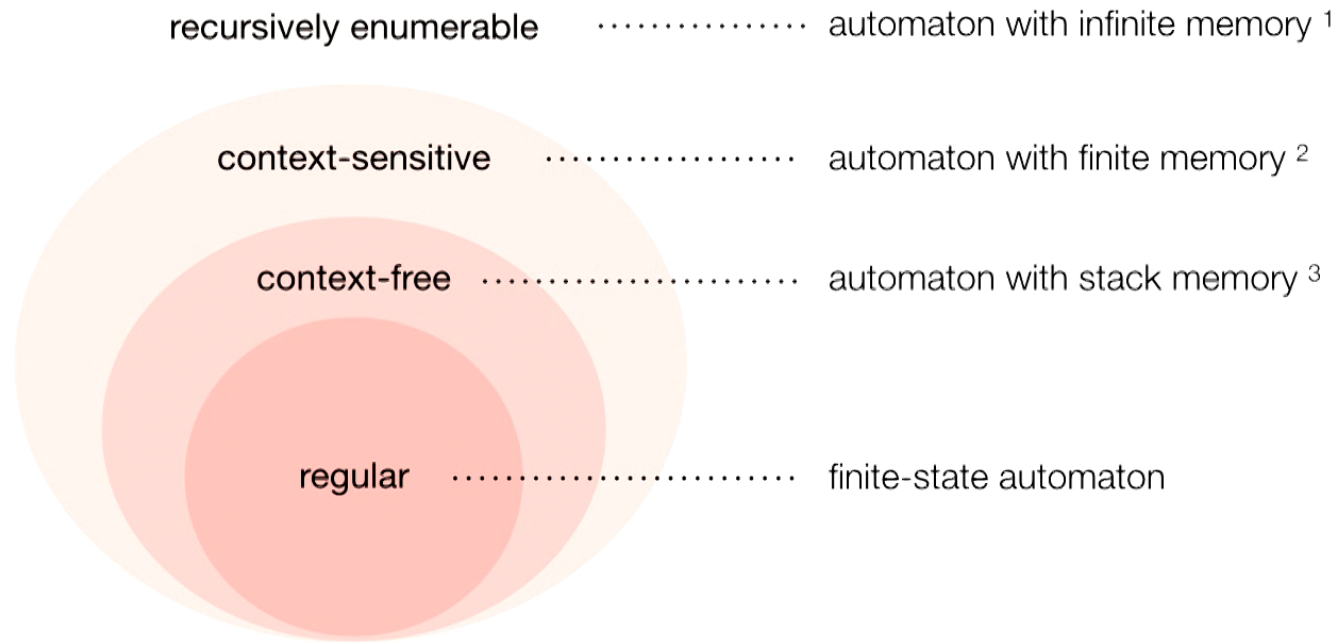 recursively enumerable ............... automaton with infinite memory ¹
context-sensitive ................... automaton with finite memory ²
context-free ........................ automaton with stack memory ³
regular .......................... finite-state automaton